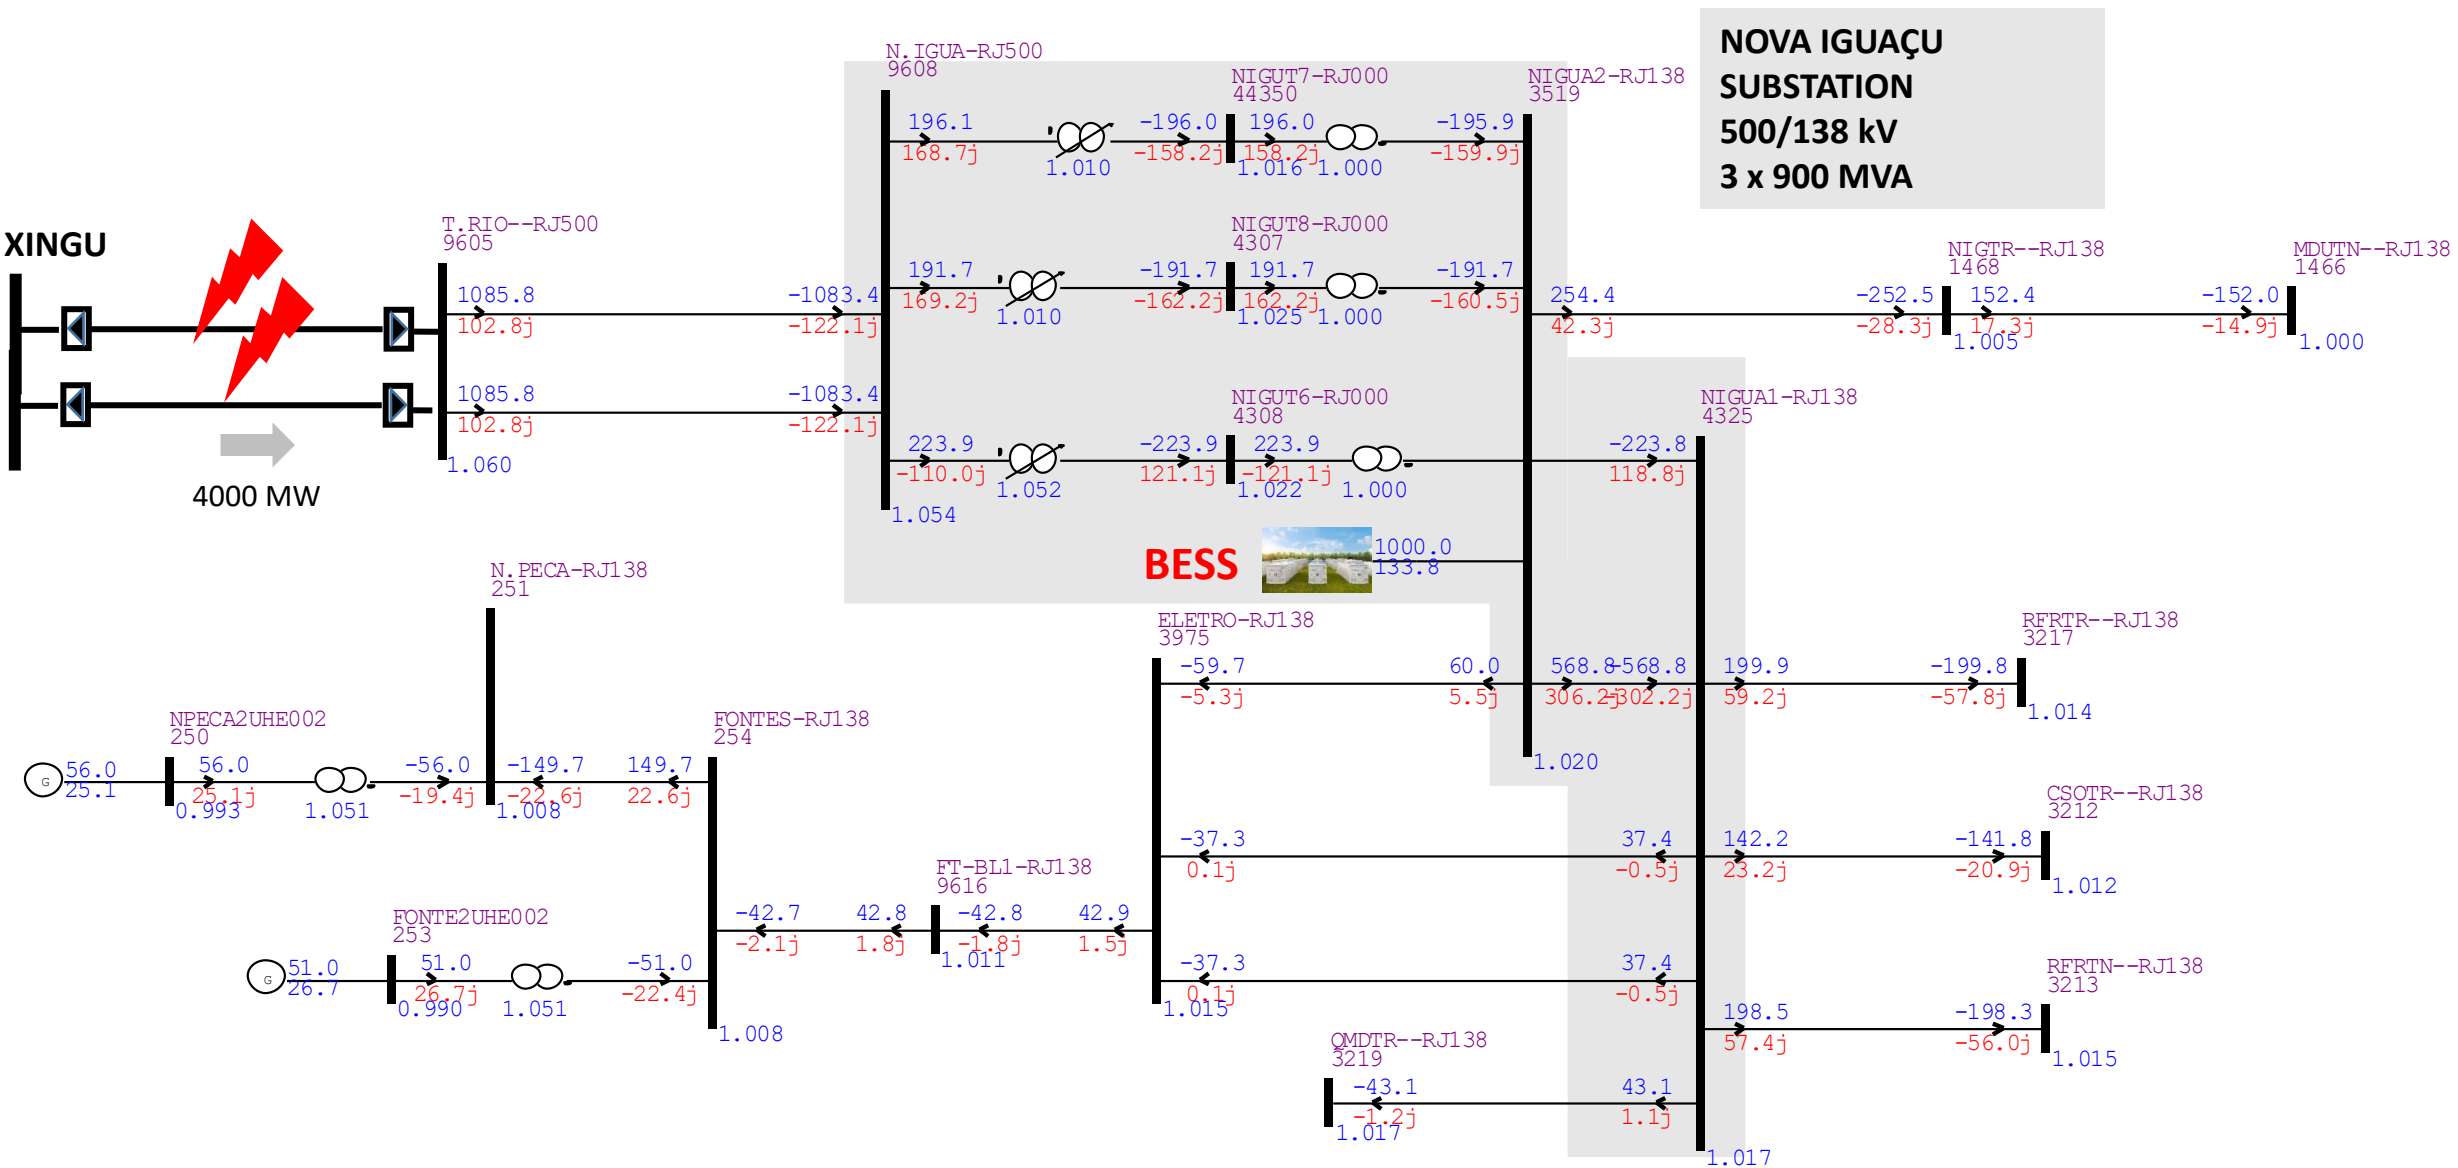 NOVA IGUAÇU
SUBSTATION
500/138 kV
3 x 900 MVA
N.IGUA-RJ500
9608
NIGUT7-RJ000
44350
NIGUA2-RJ138
3519
196.1
168.7j
1.010
-196.0
-158.2j
196.0
158.2j
1.016
1.000
-195.9
-159.9j
XINGU
T.RIO--RJ500
9605
1085.8
102.8j
-1083.4
-122.1j
1085.8
102.8j
-1083.4
-122.1j
1.060
4000 MW
NIGUT8-RJ000
4307
191.7
169.2j
1.010
-191.7
-162.2j
191.7
162.2j
1.025
1.000
-191.7
-160.5j
254.4
42.3j
NIGTR--RJ138
1468
-252.5
-28.3j
152.4
17.3j
1.005
MDUTN--RJ138
1466
-152.0
-14.9j
1.000
NIGUT6-RJ000
4308
223.9
-110.0j
1.052
-223.9
121.1j
223.9
-121.1j
1.022
1.000
NIGUA1-RJ138
4325
-223.8
118.8j
1.054
BESS
1000.0
133.8
N.PECA-RJ138
251
ELETRO-RJ138
3975
-59.7
-5.3j
60.0
5.5j
568.8
306.2j
-568.8
-302.2j
199.9
59.2j
RFRTR--RJ138
3217
-199.8
-57.8j
1.014
1.020
NPECA2UHE002
250
G
56.0
25.1
56.0
25.1j
0.993
1.051
-56.0
-19.4j
-149.7
-22.6j
1.008
149.7
22.6j
FONTES-RJ138
254
CSOTR--RJ138
3212
-37.3
0.1j
37.4
-0.5j
142.2
23.2j
-141.8
-20.9j
1.012
FT-BL1-RJ138
9616
-42.7
-2.1j
42.8
1.8j
-42.8
-1.8j
1.011
42.9
1.5j
FONTE2UHE002
253
G
51.0
26.7
51.0
26.7j
0.990
1.051
-51.0
-22.4j
1.008
-37.3
0.1j
1.015
37.4
-0.5j
RFRTN--RJ138
3213
198.5
57.4j
-198.3
-56.0j
1.015
QMDTR--RJ138
3219
-43.1
-1.2j
1.017
43.1
1.1j
1.017